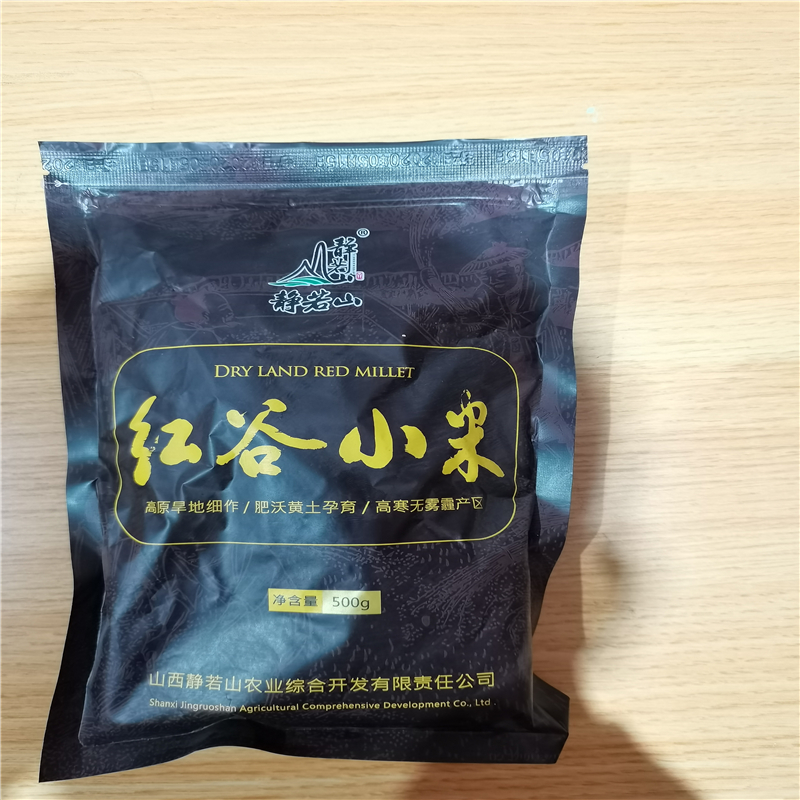 静若山
®
静若山
DRY LAND RED MILLET
红谷小米
高原旱地细作/肥沃黄土孕育/高寒无雾霾产区
净含量 500g
山西静若山农业综合开发有限责任公司
Shanxi Jingruoshan Agricultural Comprehensive Development Co., Ltd .